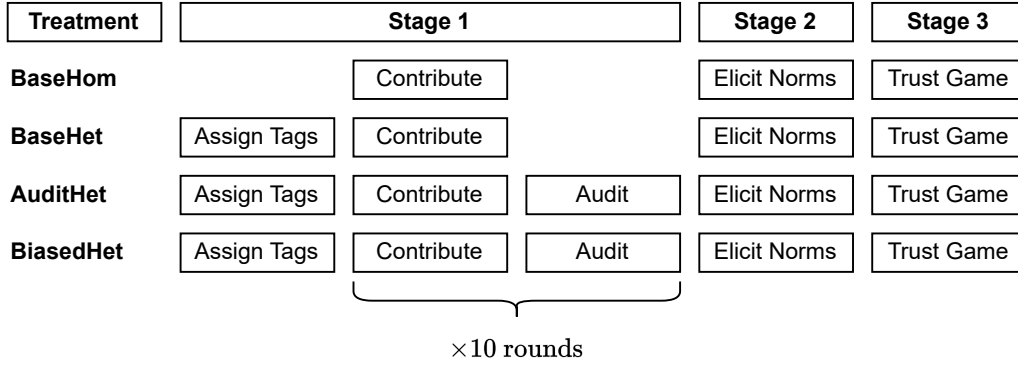 Treatment Stage 1 Stage 2 Stage 3
BaseHom Contribute Elicit Norms Trust Game
BaseHet Assign Tags Contribute Elicit Norms Trust Game
AuditHet Assign Tags Contribute Audit Elicit Norms Trust Game
BiasedHet Assign Tags Contribute Audit Elicit Norms Trust Game
×10 rounds